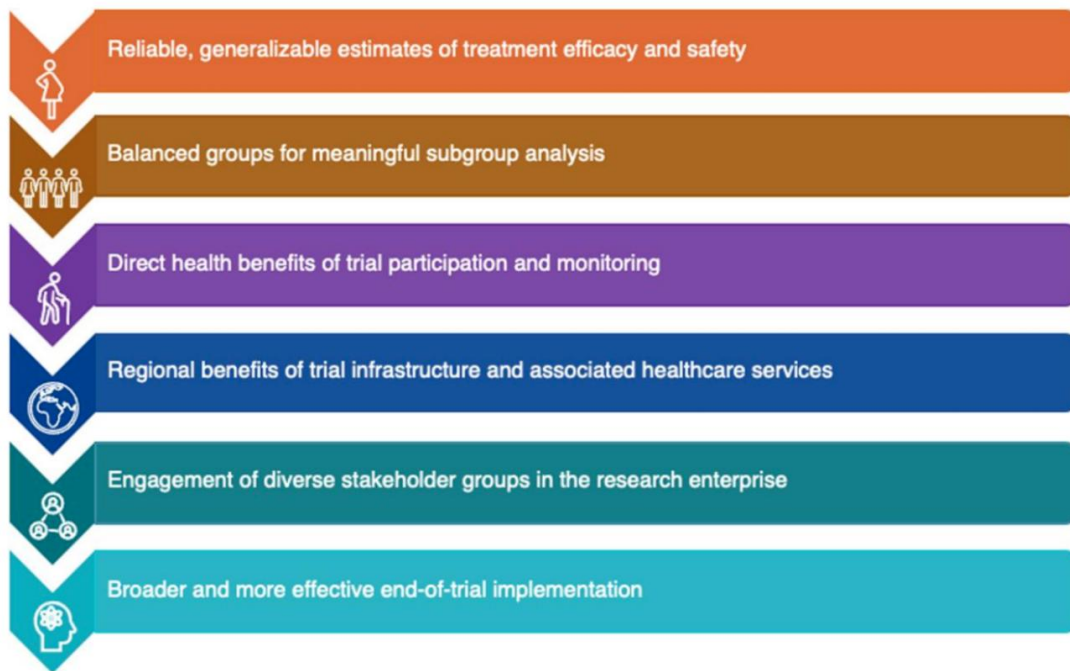 Reliable, generalizable estimates of treatment efficacy and safety
Balanced groups for meaningful subgroup analysis
Direct health benefits of trial participation and monitoring
Regional benefits of trial infrastructure and associated healthcare services
Engagement of diverse stakeholder groups in the research enterprise
Broader and more effective end-of-trial implementation